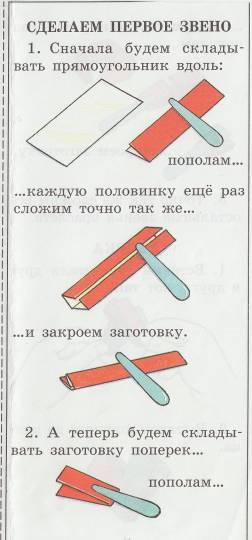 СДЕЛАЕМ ПЕРВОЕ ЗВЕНО
1. Сначала будем склады-
вать прямоугольник вдоль:
пополам...
...каждую половинку ещё раз
сложим точно так же...
...и закроем заготовку.
2. А теперь будем склады-
вать заготовку поперек...
пополам...